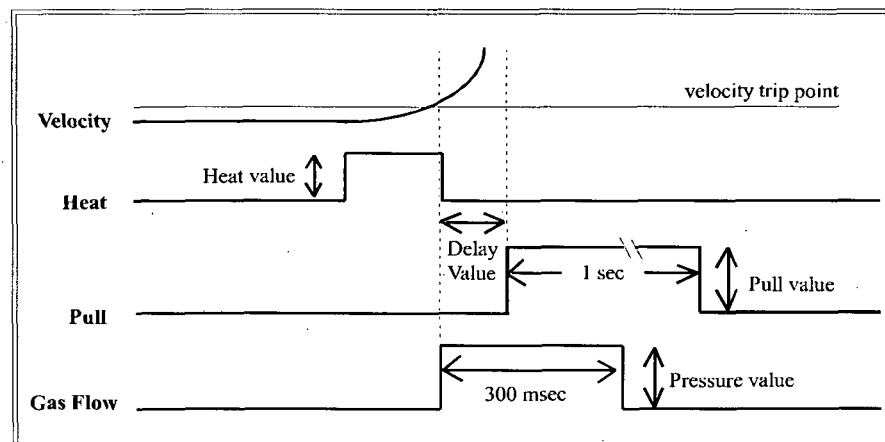 velocity trip point
Velocity
Heat value
Heat
Delay
Value
1 sec
Pull value
Pull
300 msec
Pressure value
Gas Flow